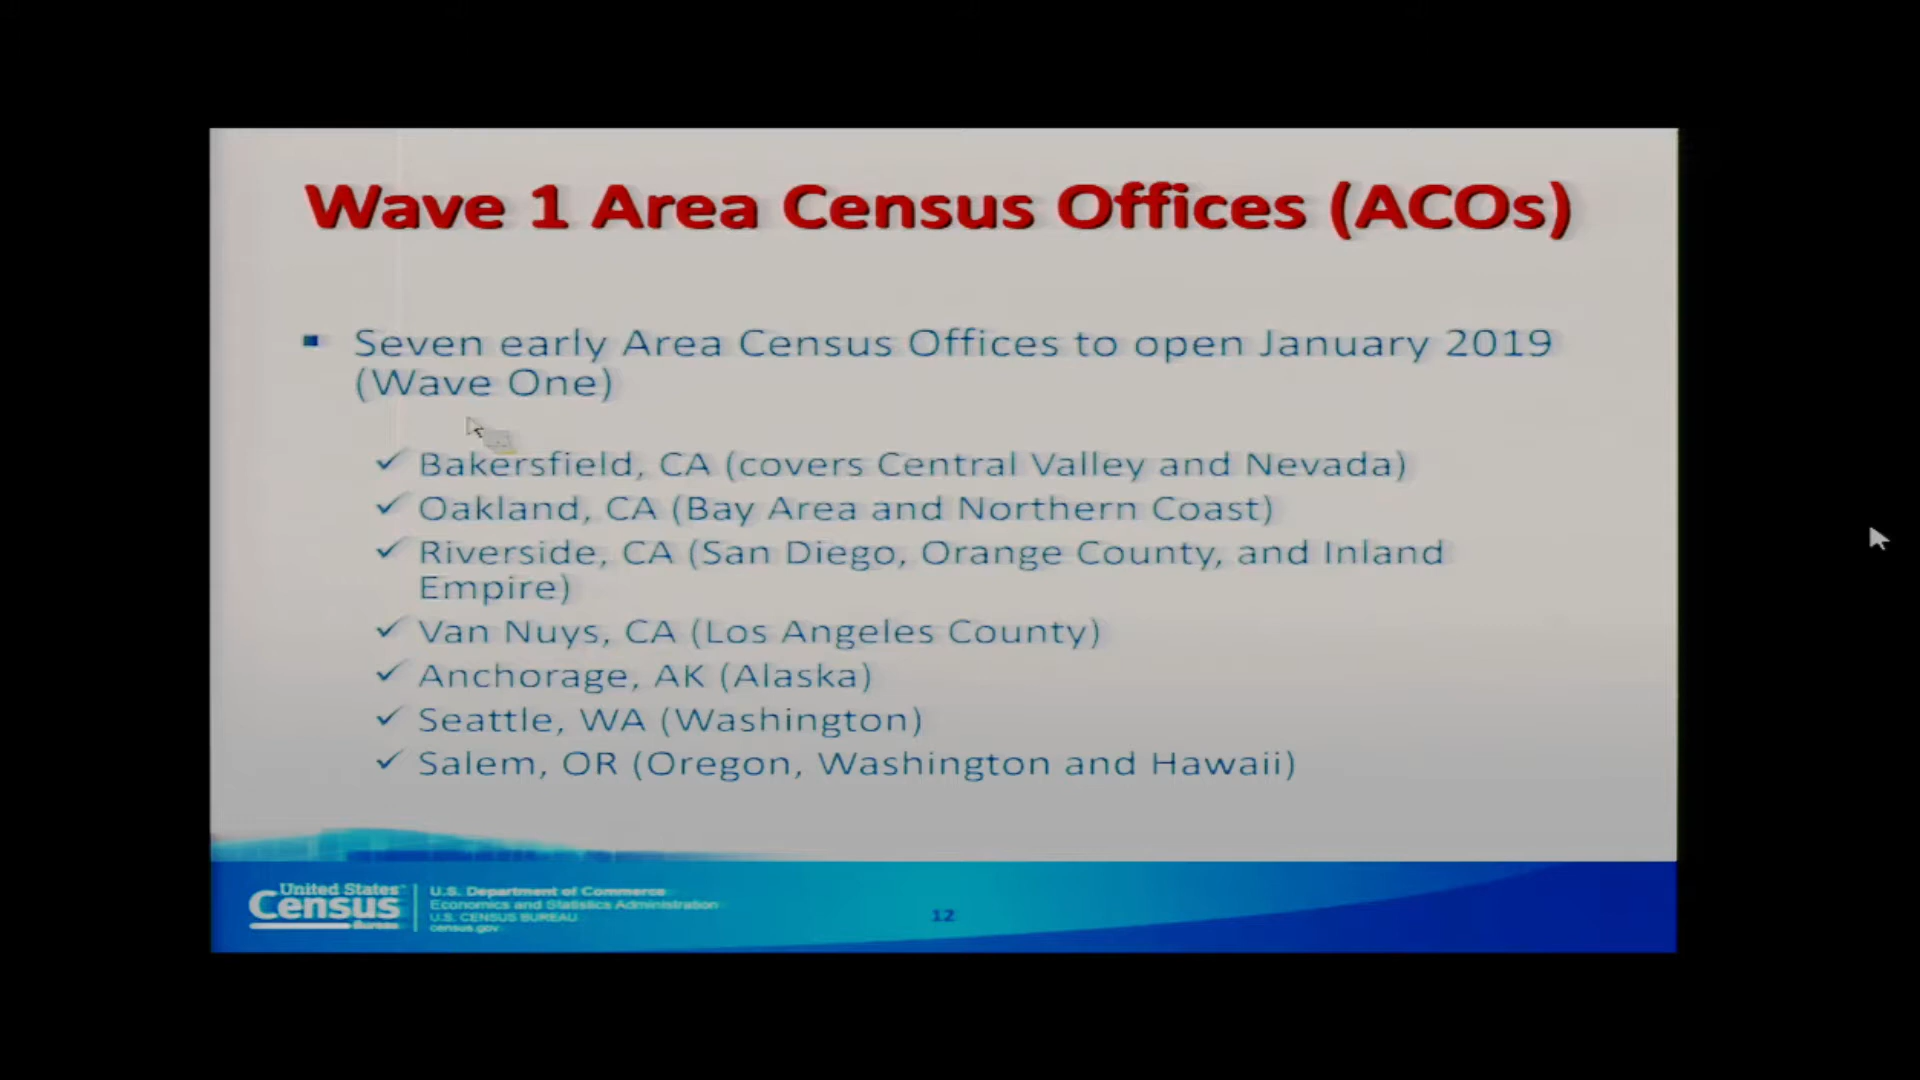 Wave 1 Area Census Offices (ACOs)
▪ Seven early Area Census Offices to open January 2019
(Wave One)
✓ Bakersfield, CA (covers Central Valley and Nevada)
✓ Oakland, CA (Bay Area and Northern Coast)
✓ Riverside, CA (San Diego, Orange County, and Inland
Empire)
✓ Van Nuys, CA (Los Angeles County)
✓ Anchorage, AK (Alaska)
✓ Seattle, WA (Washington)
✓ Salem, OR (Oregon, Washington and Hawaii)
United States
Census
Bureau
U.S. Department of Commerce
Economics and Statistics Administration
U.S. CENSUS BUREAU
census.gov
12